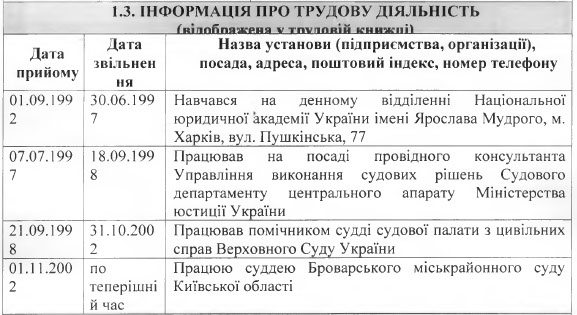 1.3. ІНФОРМАЦІЯ ПРО ТРУДОВУ ДІЯЛЬНІСТЬ
(відображена у трудовій книжці)
Дата прийому
Дата звільнення
Назва установи (підприємства, організації), посада, адреса, поштовий індекс, номер телефону
01.09.1992
30.06.1997
Навчався на денному відділенні Національної
юридичної академії України імені Ярослава Мудрого, м.
Харків, вул. Пушкінська, 77
07.07.1997
18.09.1998
Працював на посаді провідного консультанта
Управління виконання судових рішень Судового
департаменту центрального апарату Міністерства
юстиції України
21.09.1998
31.10.2002
Працював помічником судді судової палати з цивільних
справ Верховного Суду України
01.11.2002
по теперішній час
Працюю суддею Броварського міськрайонного суду
Київської області